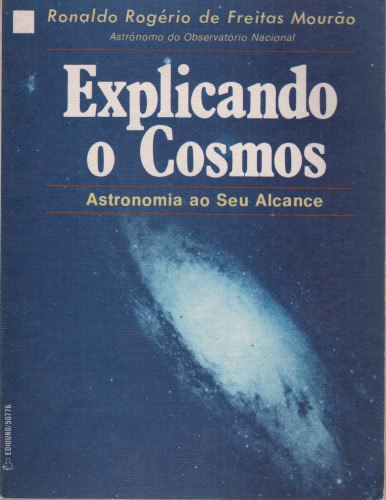 Ronaldo Rogério de Freitas Mourão
Astrônomo do Observatório Nacional
Explicando
o Cosmos
Astronomia ao Seu Alcance
EDIOURO/50776